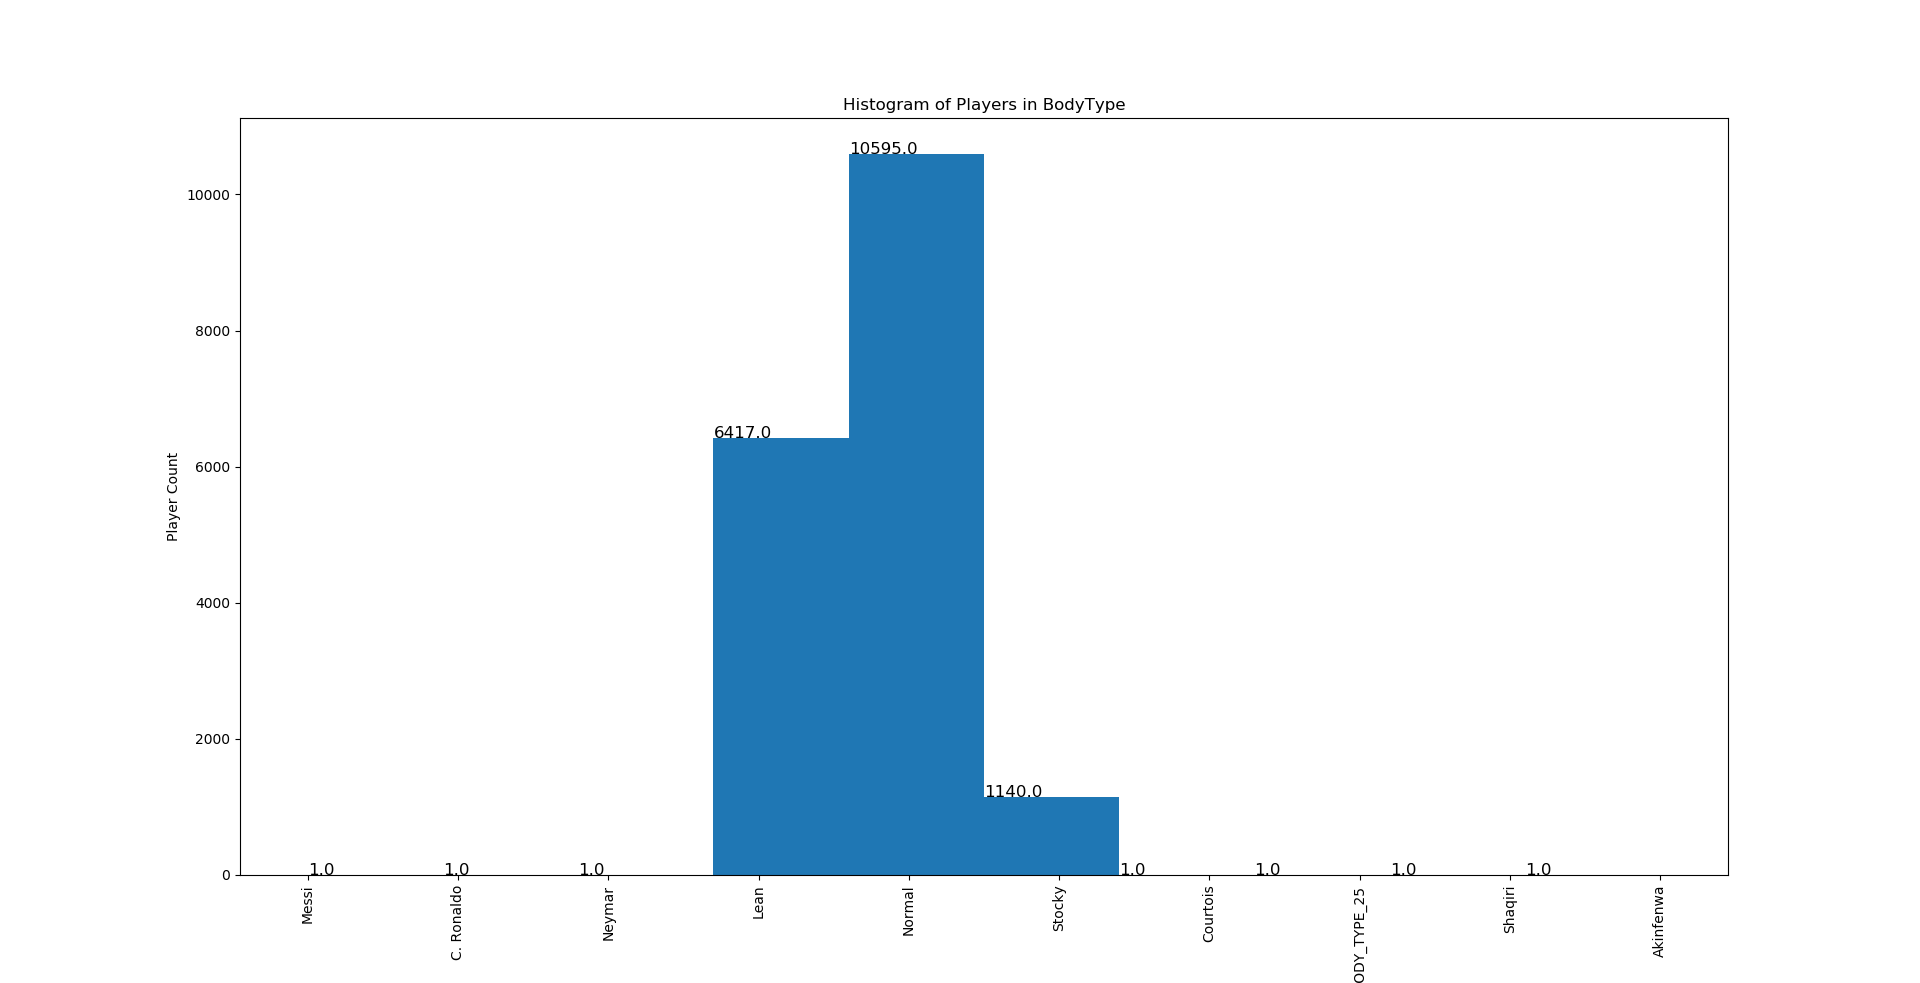 Histogram of Players in BodyType
10595.0
10000
8000
6417.0
6000
Player Count
4000
2000
1140.0
0
1.0
1.0
1.0
1.0
1.0
1.0
1.0
Messi
C. Ronaldo
Neymar
Lean
Normal
Stocky
Courtois
ODY_TYPE_25
Shaqiri
Akinfenwa